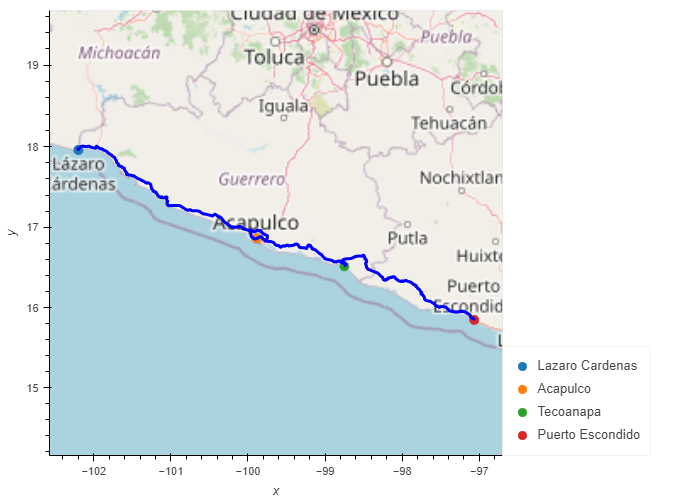 Ciudad de México
Michoacán
Puebla
Toluca
Puebla
Córdob
Iguala
Tehuacán
Lázaro
árdenas
Guerrero
Nochixtlan
Acapulco
Putla
Huixte
Puerto
Escondid
L
19
18
17
16
15
y
−102
−101
−100
−99
−98
−97
x
Lazaro Cardenas
Acapulco
Tecoanapa
Puerto Escondido